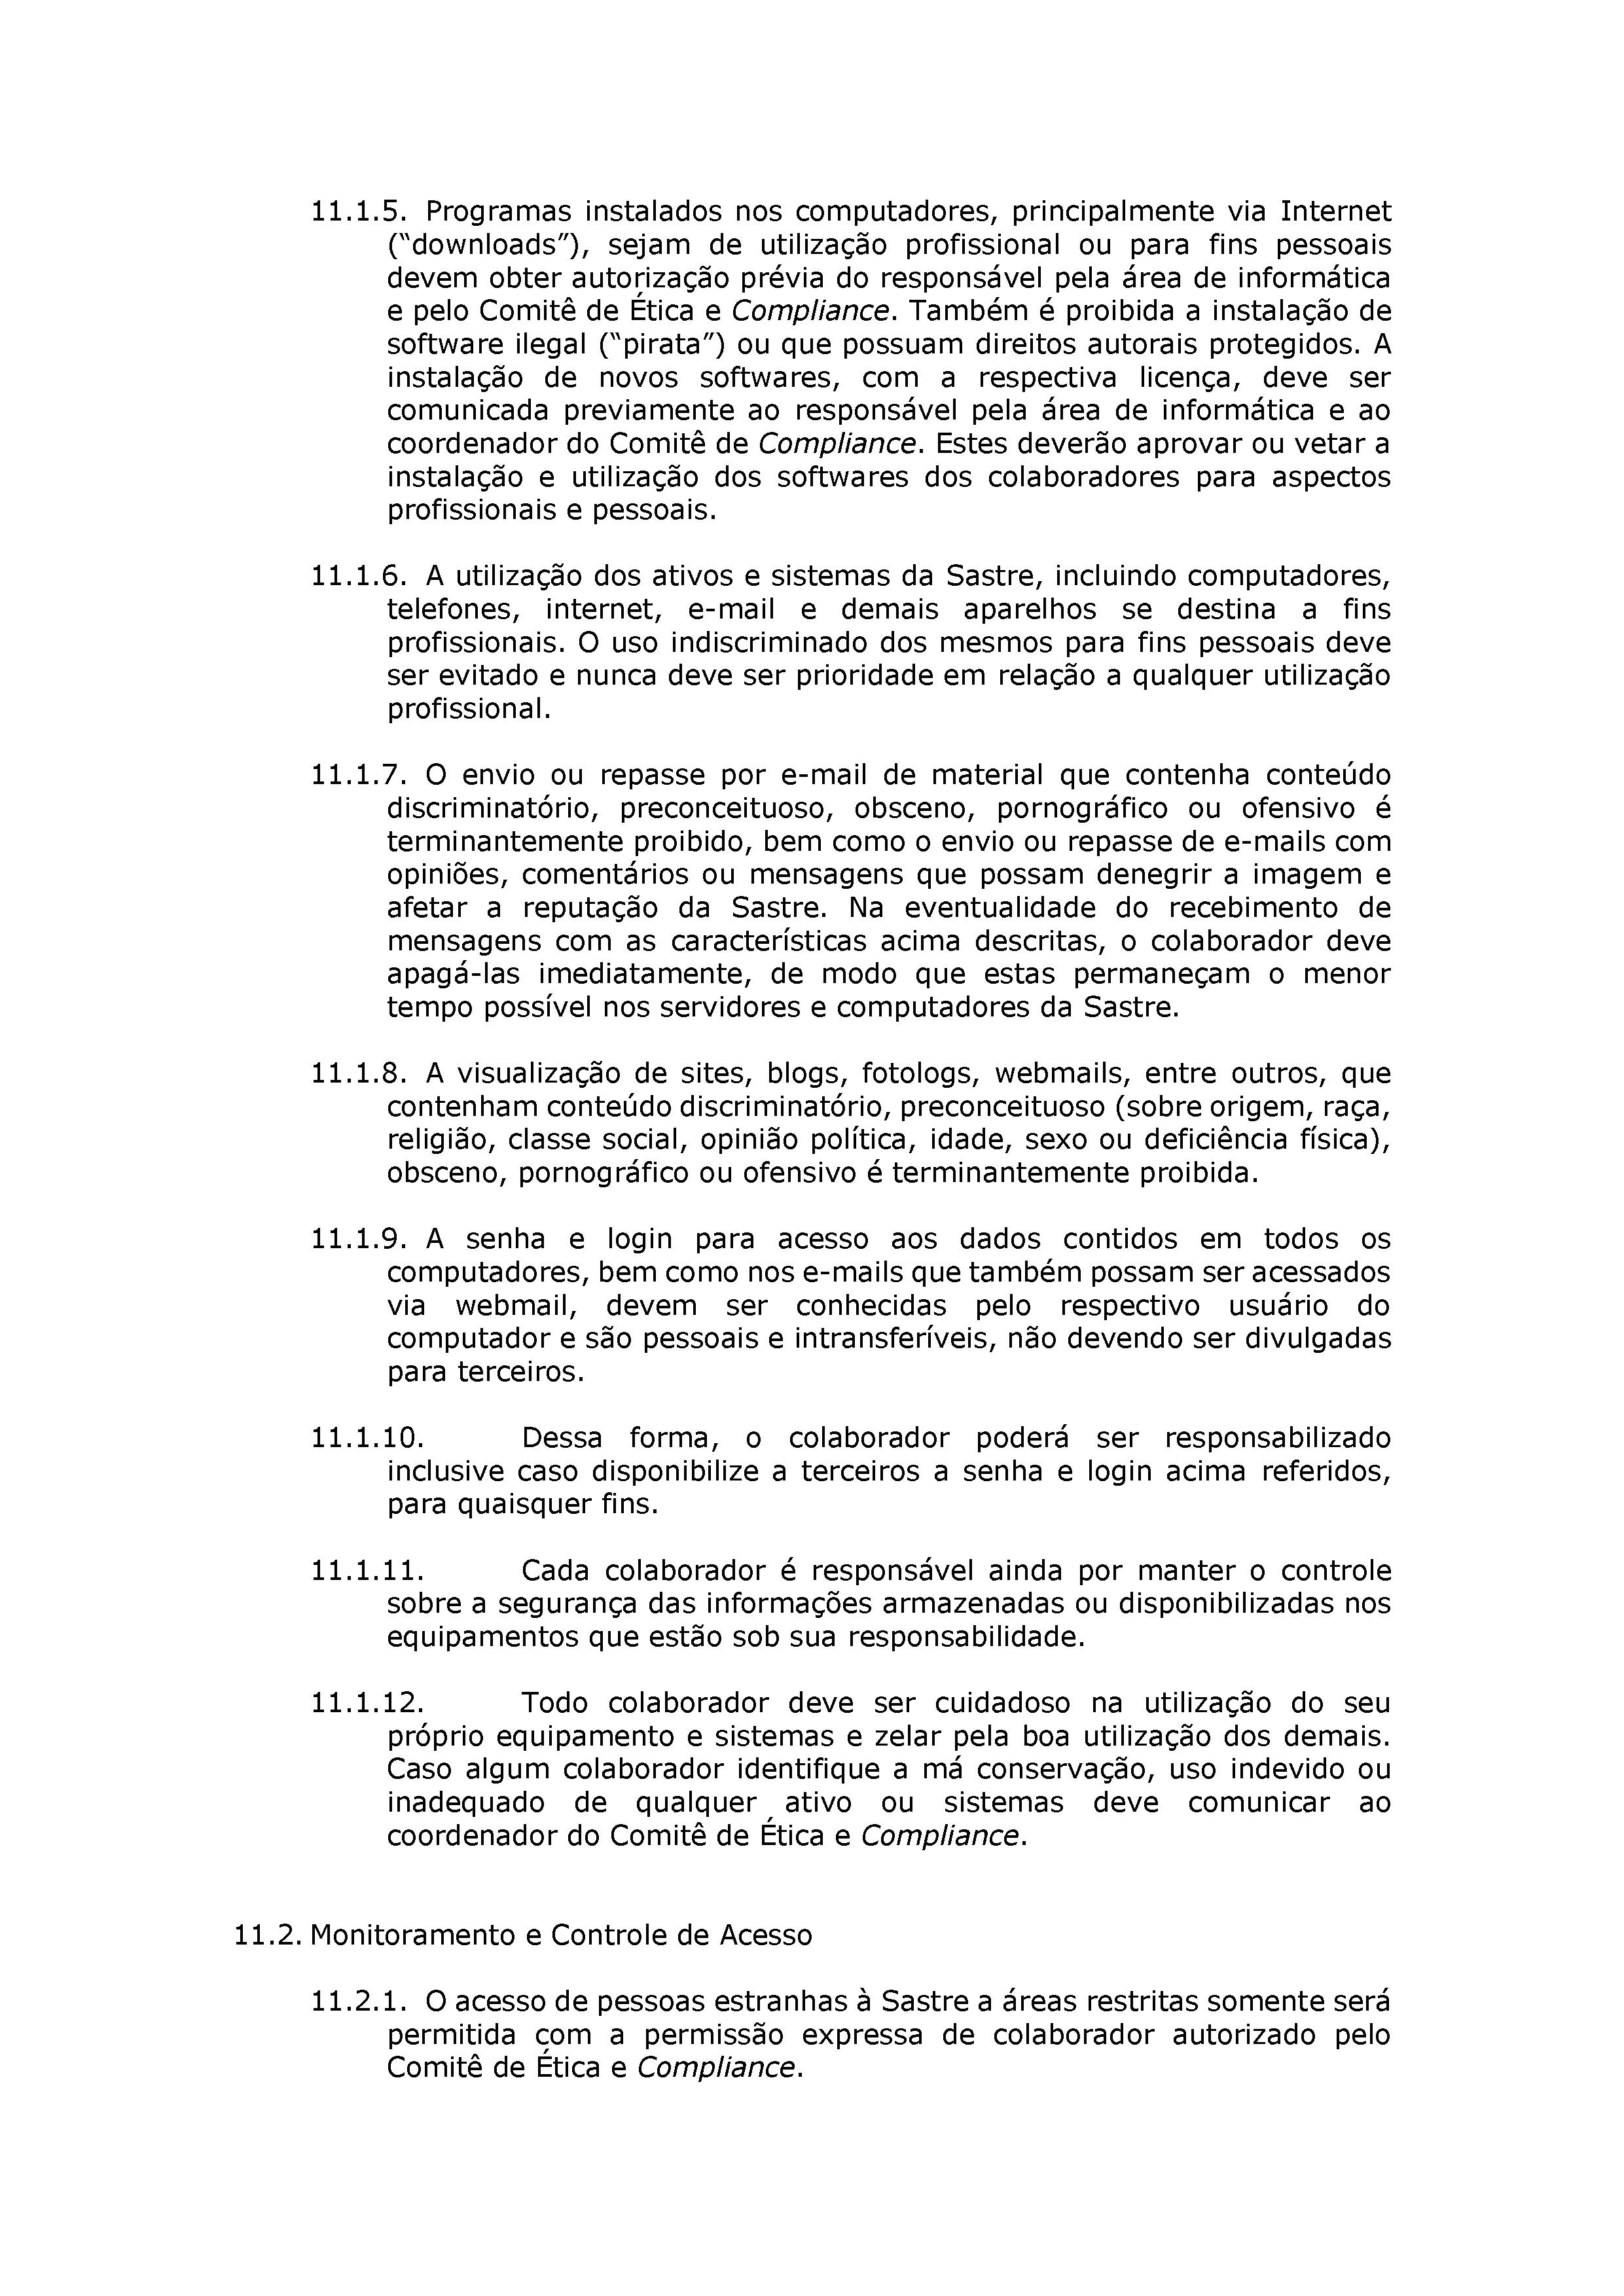 11.1.5. Programas instalados nos computadores, principalmente via Internet
(“downloads”), sejam de utilização profissional ou para fins pessoais
devem obter autorização prévia do responsável pela área de informática
e pelo Comitê de Ética e Compliance. Também é proibida a instalação de
software ilegal (“pirata”) ou que possuam direitos autorais protegidos. A
instalação de novos softwares, com a respectiva licença, deve ser
comunicada previamente ao responsável pela área de informática e ao
coordenador do Comitê de Compliance. Estes deverão aprovar ou vetar a
instalação e utilização dos softwares dos colaboradores para aspectos
profissionais e pessoais.
11.1.6. A utilização dos ativos e sistemas da Sastre, incluindo computadores,
telefones, internet, e-mail e demais aparelhos se destina a fins
profissionais. O uso indiscriminado dos mesmos para fins pessoais deve
ser evitado e nunca deve ser prioridade em relação a qualquer utilização
profissional.
11.1.7. O envio ou repasse por e-mail de material que contenha conteúdo
discriminatório, preconceituoso, obsceno, pornográfico ou ofensivo é
terminantemente proibido, bem como o envio ou repasse de e-mails com
opiniões, comentários ou mensagens que possam denegrir a imagem e
afetar a reputação da Sastre. Na eventualidade do recebimento de
mensagens com as características acima descritas, o colaborador deve
apagá-las imediatamente, de modo que estas permaneçam o menor
tempo possível nos servidores e computadores da Sastre.
11.1.8. A visualização de sites, blogs, fotologs, webmails, entre outros, que
contenham conteúdo discriminatório, preconceituoso (sobre origem, raça,
religião, classe social, opinião política, idade, sexo ou deficiência física),
obsceno, pornográfico ou ofensivo é terminantemente proibida.
11.1.9. A senha e login para acesso aos dados contidos em todos os
computadores, bem como nos e-mails que também possam ser acessados
via webmail, devem ser conhecidas pelo respectivo usuário do
computador e são pessoais e intransferíveis, não devendo ser divulgadas
para terceiros.
11.1.10. Dessa forma, o colaborador poderá ser responsabilizado
inclusive caso disponibilize a terceiros a senha e login acima referidos,
para quaisquer fins.
11.1.11. Cada colaborador é responsável ainda por manter o controle
sobre a segurança das informações armazenadas ou disponibilizadas nos
equipamentos que estão sob sua responsabilidade.
11.1.12. Todo colaborador deve ser cuidadoso na utilização do seu
próprio equipamento e sistemas e zelar pela boa utilização dos demais.
Caso algum colaborador identifique a má conservação, uso indevido ou
inadequado de qualquer ativo ou sistemas deve comunicar ao
coordenador do Comitê de Ética e Compliance.
11.2. Monitoramento e Controle de Acesso
11.2.1. O acesso de pessoas estranhas à Sastre a áreas restritas somente será
permitida com a permissão expressa de colaborador autorizado pelo
Comitê de Ética e Compliance.